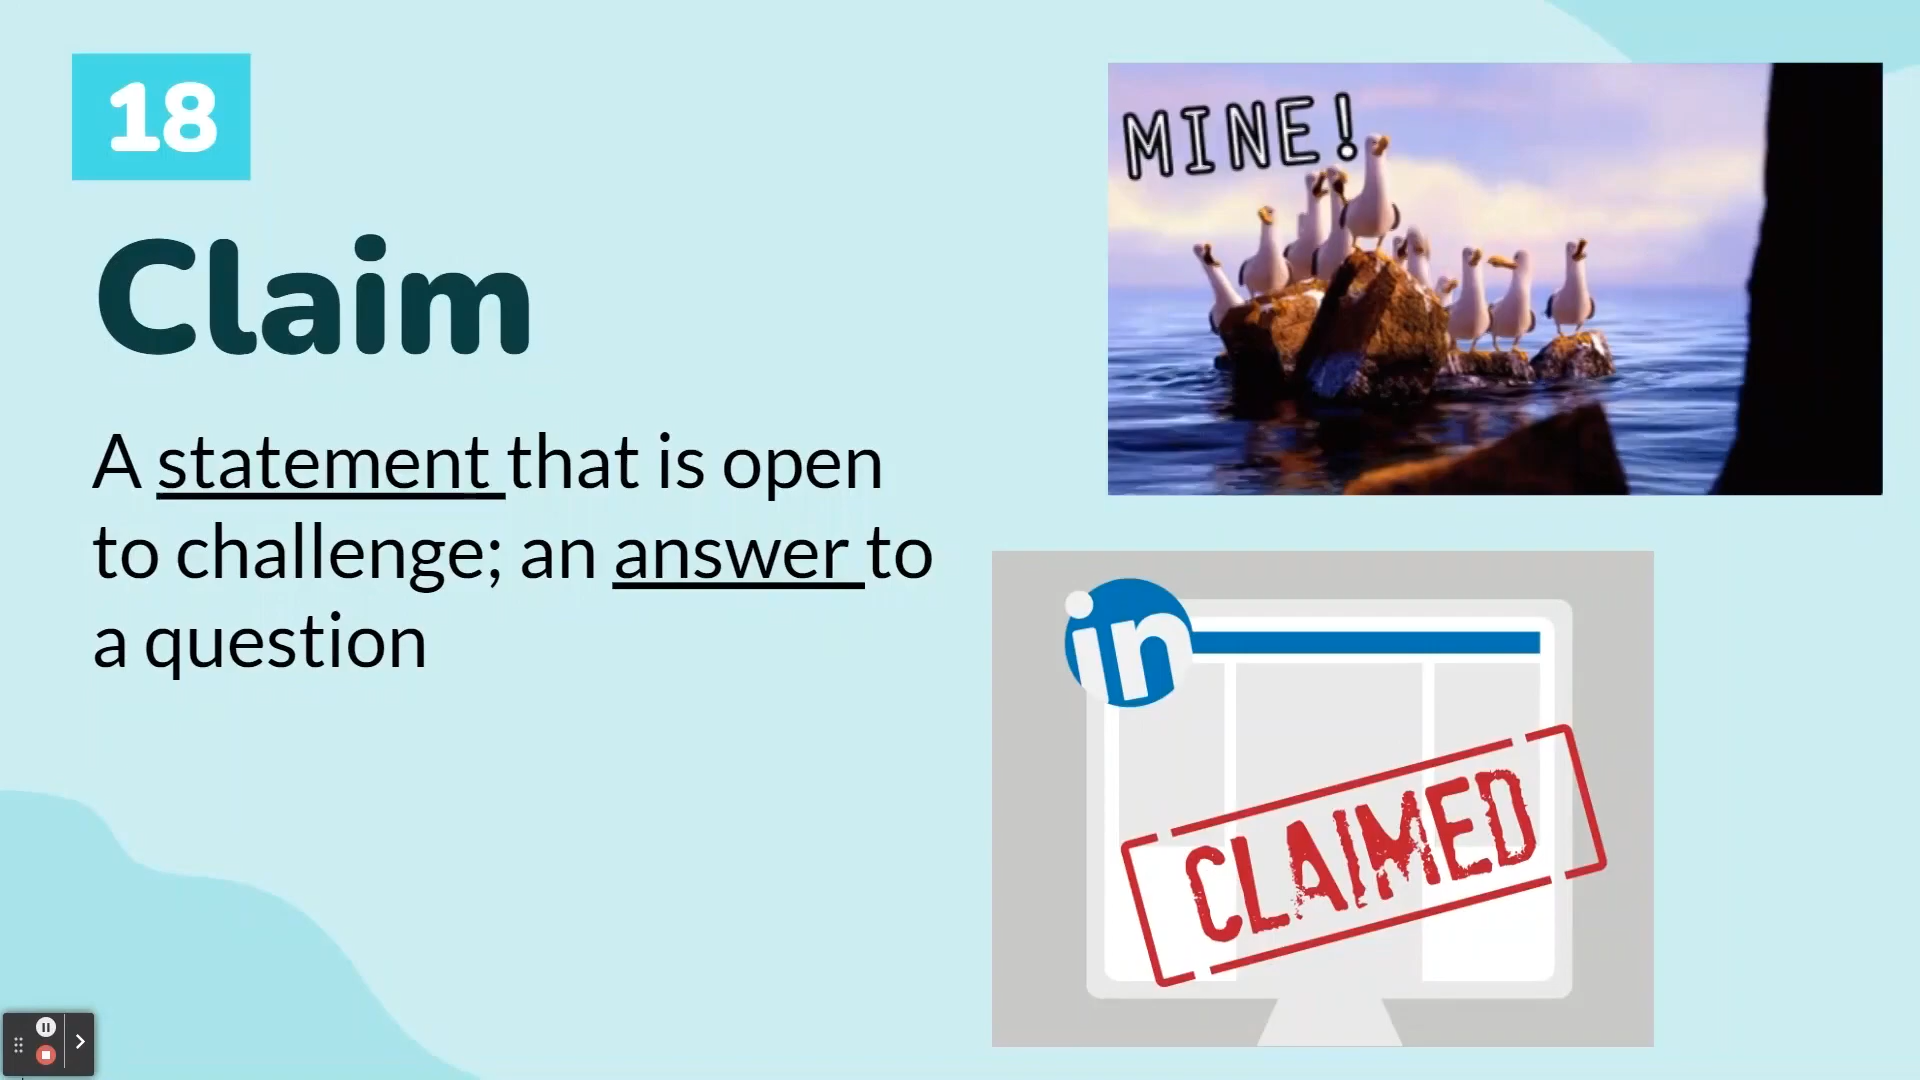 18
Claim
A statement that is open
to challenge; an answer to
a question
MINE!
in
CLAIMED